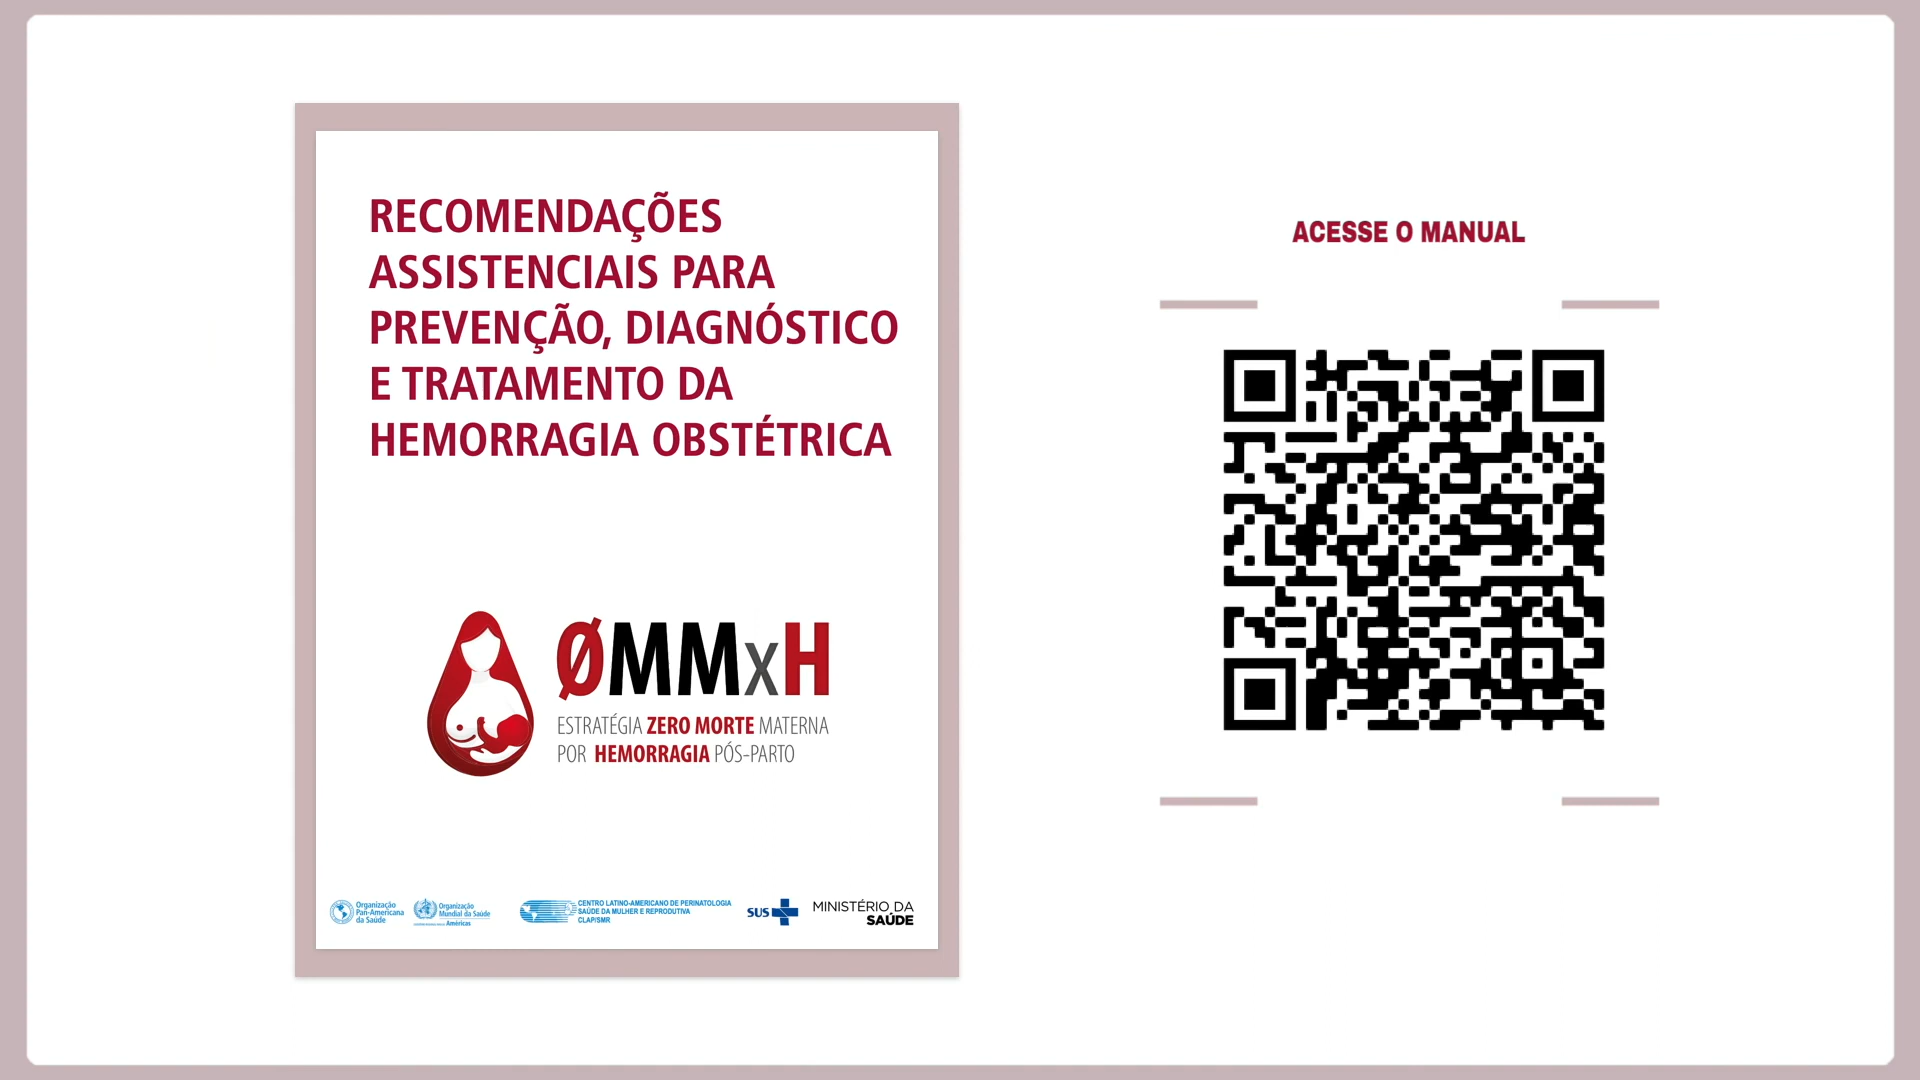 RECOMENDAÇÕES
ASSISTENCIAIS PARA
PREVENÇÃO, DIAGNÓSTICO
E TRATAMENTO DA
HEMORRAGIA OBSTÉTRICA
ØMMxH
ESTRATÉGIA ZERO MORTE MATERNA
POR HEMORRAGIA PÓS-PARTO
Organização
Pan-Americana
da Saúde
Organização
Mundial da Saúde
Américas
CENTRO LATINO-AMERICANO DE PERINATOLOGIA
SAÚDE DA MULHER E REPRODUTIVA
CLAP/SMR
SUS
MINISTÉRIO DA
SAÚDE
ACESSE O MANUAL